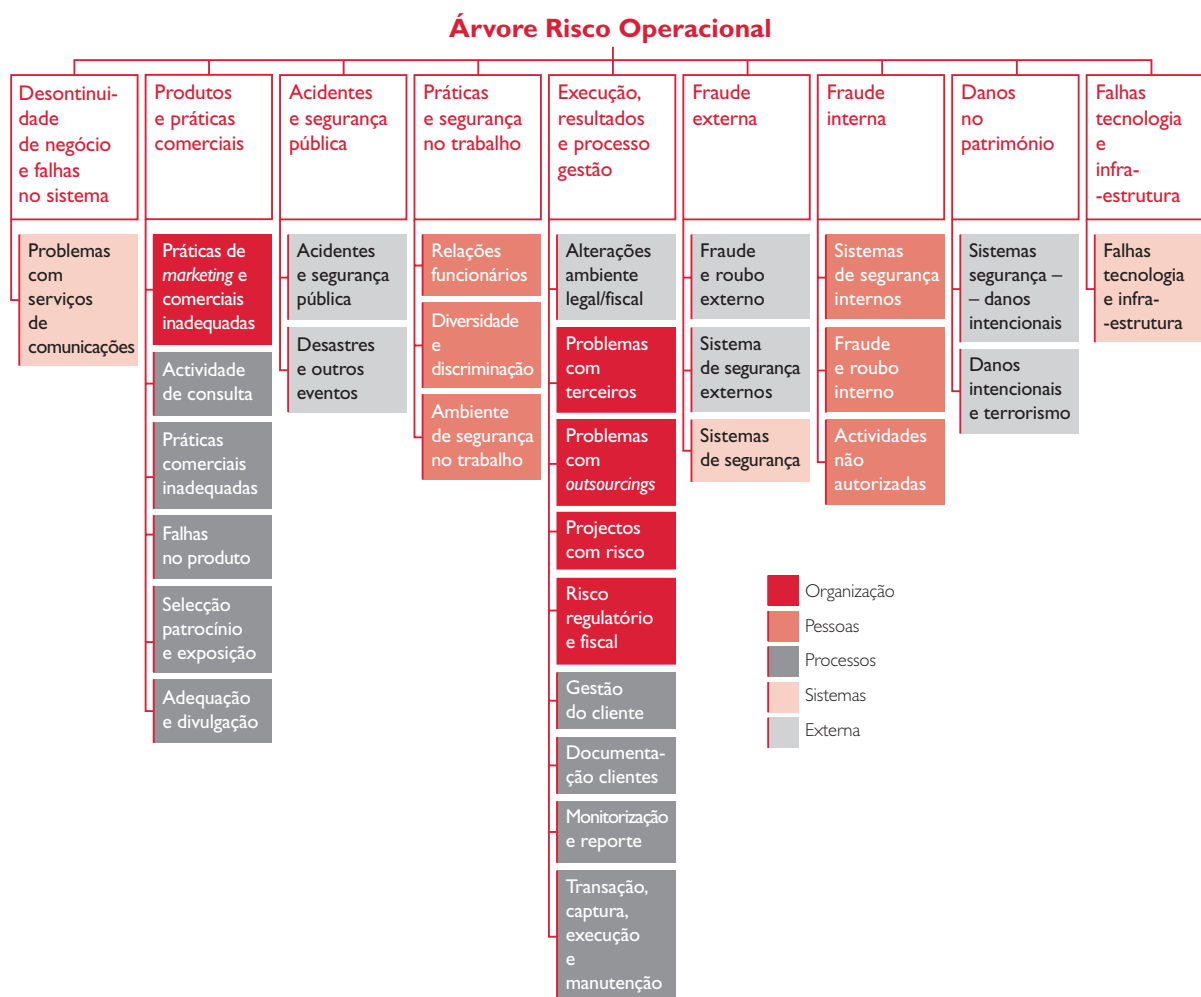 Árvore Risco Operacional
Desontinui-
dade
de negócio
e falhas
no sistema
Produtos
e práticas
comerciais
Acidentes
e segurança
pública
Práticas
e segurança
no trabalho
Execução,
resultados
e processo
gestão
Fraude
externa
Fraude
interna
Danos
no
património
Falhas
tecnologia
e
infra-
-estrutura
Problemas
com
serviços
de
comunicações
Práticas de
marketing e
comerciais
inadequadas
Actividade
de consulta
Práticas
comerciais
inadequadas
Falhas
no produto
Selecção
patrocínio
e exposição
Adequação
e divulgação
Acidentes
e segurança
pública
Desastres
e outros
eventos
Relações
funcionários
Diversidade
e
discriminação
Ambiente
de segurança
no trabalho
Alterações
ambiente
legal/fiscal
Problemas
com
terceiros
Problemas
com
outsourcings
Projectos
com risco
Risco
regulatório
e fiscal
Gestão
do cliente
Documenta-
ção clientes
Monitorização
e reporte
Transação,
captura,
execução
e
manutenção
Fraude
e roubo
externo
Sistema
de segurança
externos
Sistemas
de segurança
Sistemas
de segurança
internos
Fraude
e roubo
interno
Actividades
não
autorizadas
Sistemas
segurança –
– danos
intencionais
Danos
intencionais
e terrorismo
Falhas
tecnologia
e infra-
-estrutura
Organização
Pessoas
Processos
Sistemas
Externa